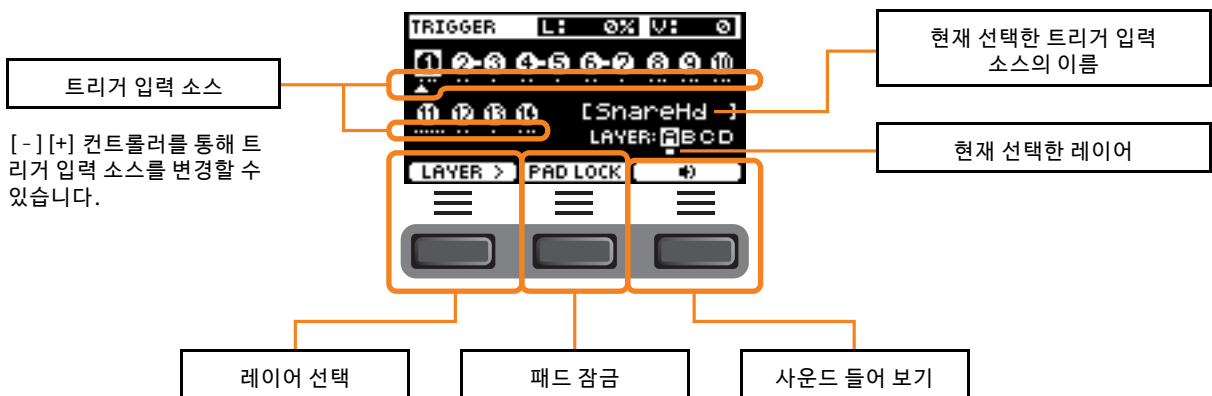 TRIGGER L: 0% V: 0
1 2-3 4-5 6-7 8 9 10
11 12 13 14 [SnareHd ]
LAYER: A B C D
LAYER > PAD LOCK
현재 선택한 트리거 입력
소스의 이름
트리거 입력 소스
[-][+] 컨트롤러를 통해 트
리거 입력 소스를 변경할 수
있습니다.
현재 선택한 레이어
레이어 선택
패드 잠금
사운드 들어 보기